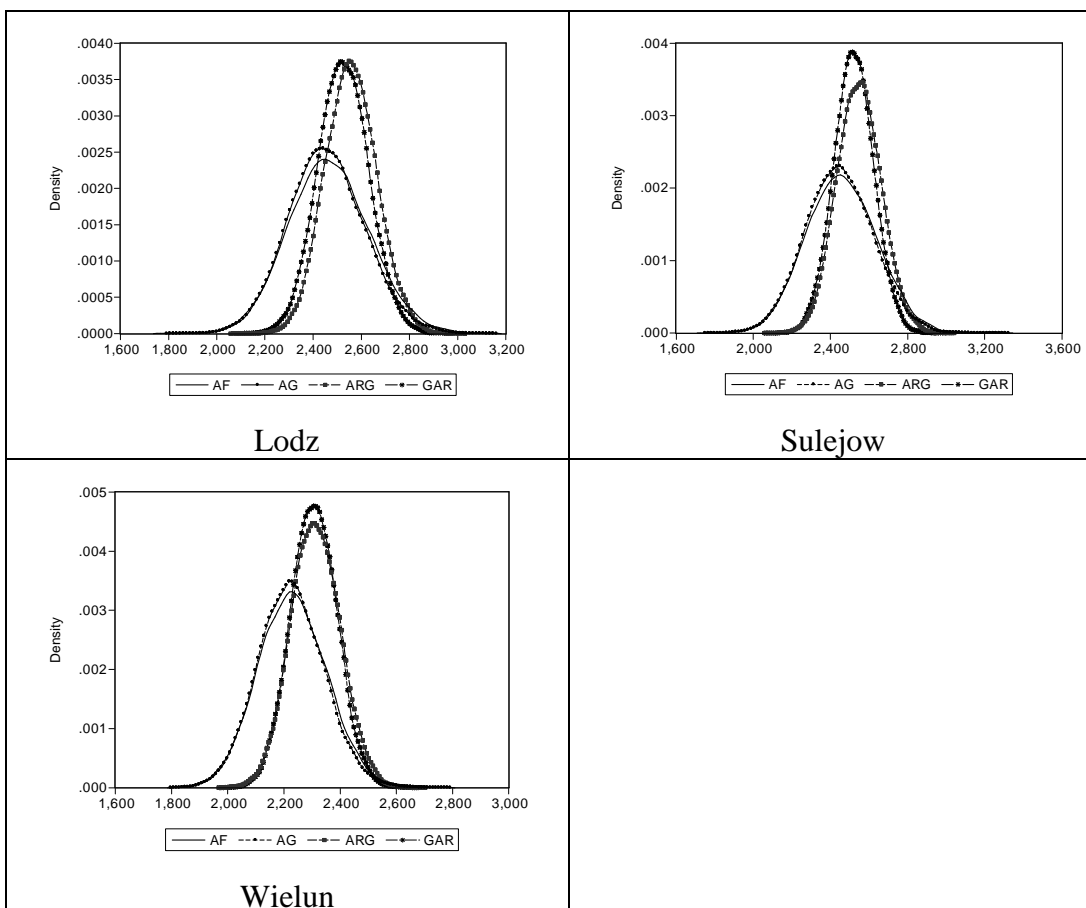 .0040
.0035
.0030
.0025
.0020
.0015
.0010
.0005
.0000
Density
1,600 2,000 2,200 2,400 2,600 2,800 3,000 3,200
AF AG ARG GAR
Lodz
.004
.003
.002
.001
.000
Density
1,600 2,000 2,400 2,800 3,200 3,600
AF AG ARG GAR
Sulejow
.005
.004
.003
.002
.001
.000
Density
1,600 1,800 2,000 2,200 2,400 2,600 2,800 3,000
AF AG ARG GAR
Wielun